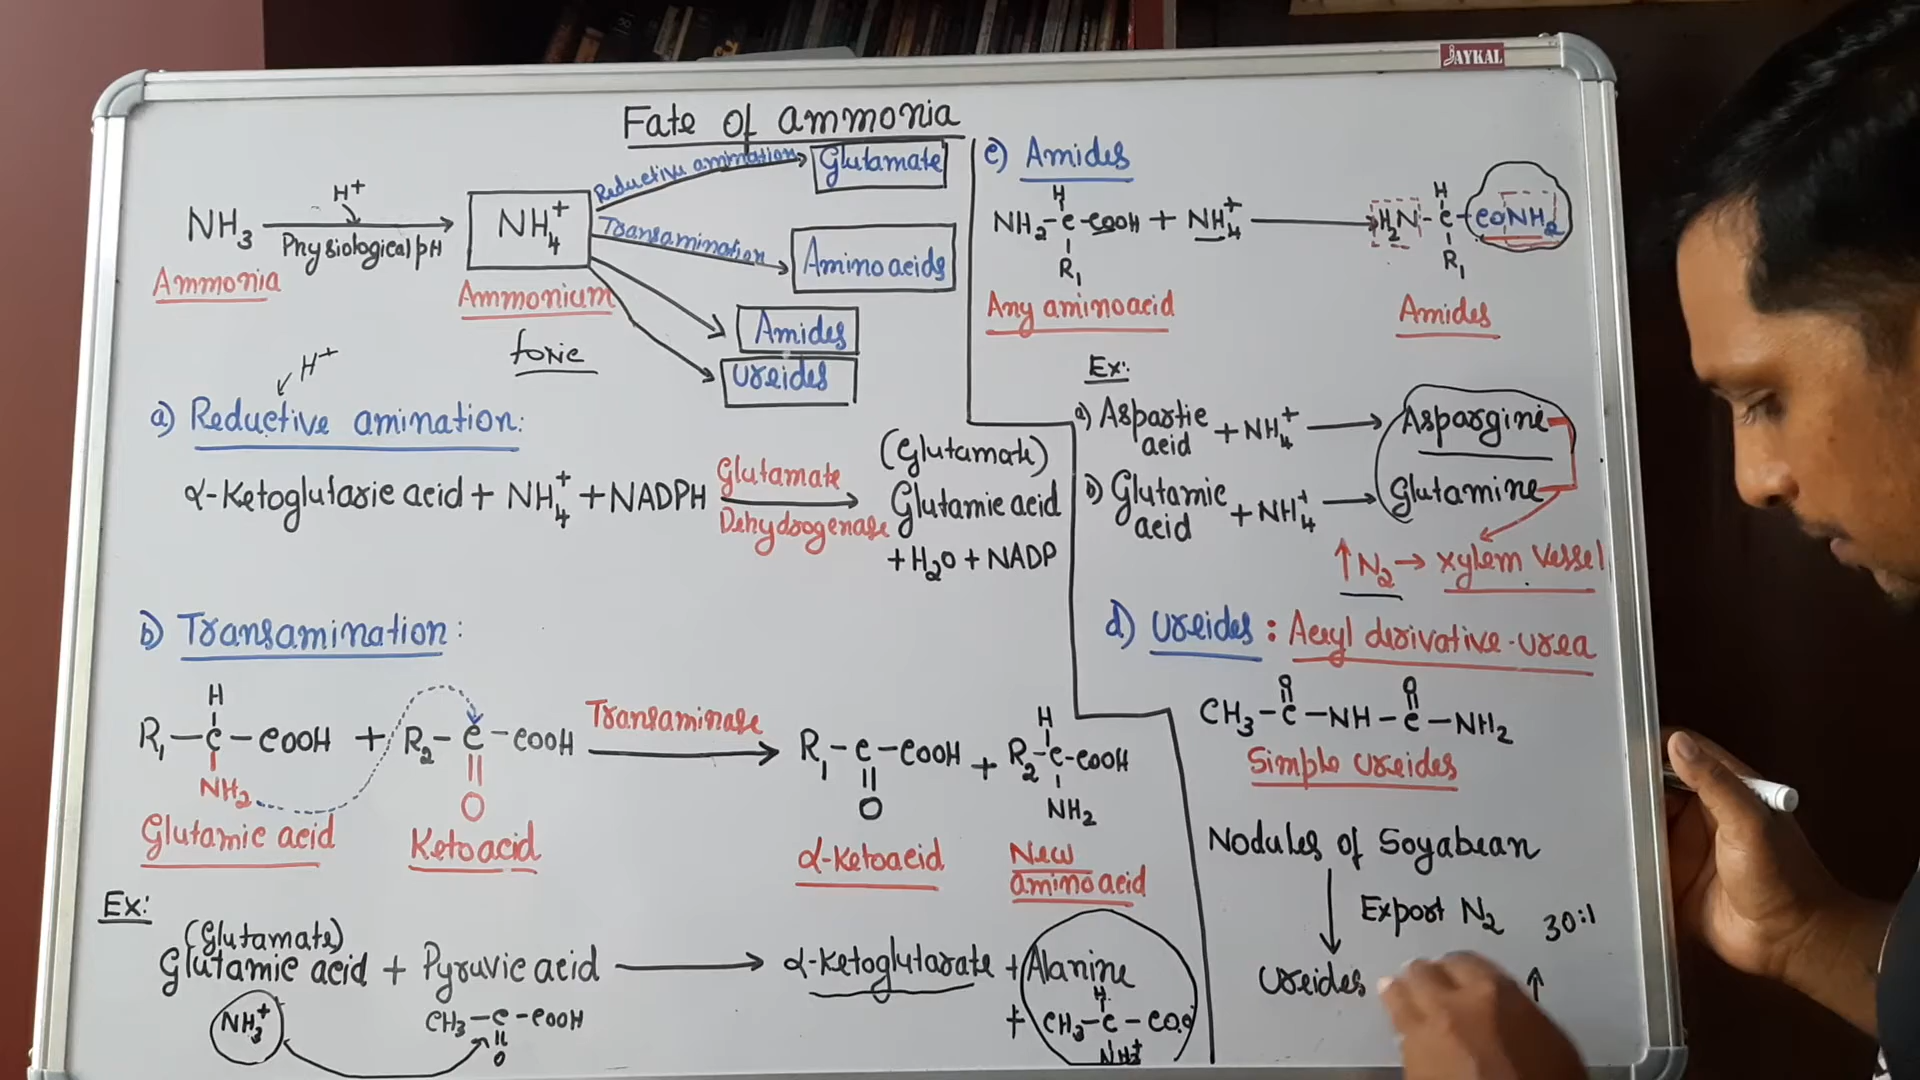 JAYKAL
Fate of ammonia
NH3 → NH4+
H+
Physiological pH
Ammonia
Ammonium
toxic
Reductive amination → Glutamate
Transamination → Aminoacids
Amides
Ureides
H+
a) Reductive amination:
α-Ketoglutaric acid + NH4+ + NADPH → (Glutamate) Glutamic acid
Glutamate
Dehydrogenase
+ H2O + NADP
b) Transamination:
R1-C-COOH + R2-C-COOH → R1-C-COOH + R2-C-COOH
H
NH2
O
Transaminase
O
H
NH2
Glutamic acid
Ketoacid
α-Ketoacid
New
aminoacid
Ex:
(Glutamate)
Glutamic acid + Pyruvic acid → α-Ketoglutarate + Alanine
NH3+
CH3-C-COOH
O
H
+ CH3-C-COO
NH3+
c) Amides
H
NH2-C-COOH + NH4+ → H2N-C-CONH2
R1
H
R1
Any aminoacid
Amides
Ex:
a) Aspartic acid + NH4+ → Aspargine
b) Glutamic acid + NH4+ → Glutamine
↑ N2 → xylem vessel
d) Ureides: Acyl derivative-urea
O O
CH3-C-NH-C-NH2
Simple ureides
Nodules of Soyabean
↓ Export N2 30:1
Ureides ↑